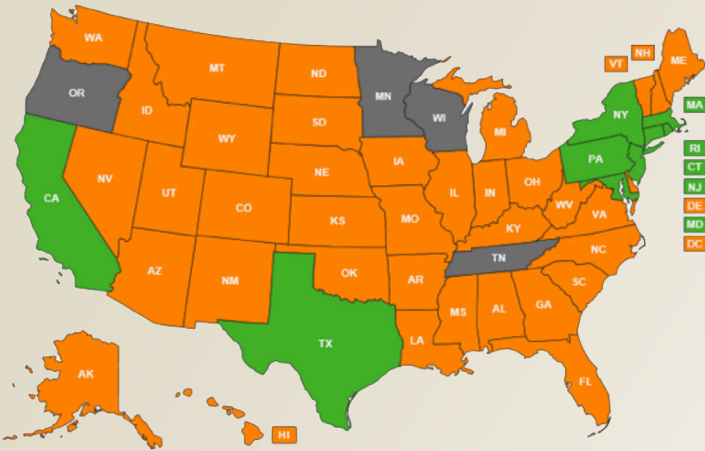 WA
MT
ND
MN
VT
NH
ME
OR
ID
SD
WI
MI
NY
MA
WY
IA
PA
RI
CT
NV
NE
IL
IN
OH
NJ
CA
UT
CO
WV
DE
KS
MO
KY
VA
MD
AZ
NM
OK
AR
TN
NC
DC
SC
MS
AL
GA
TX
LA
AK
FL
HI